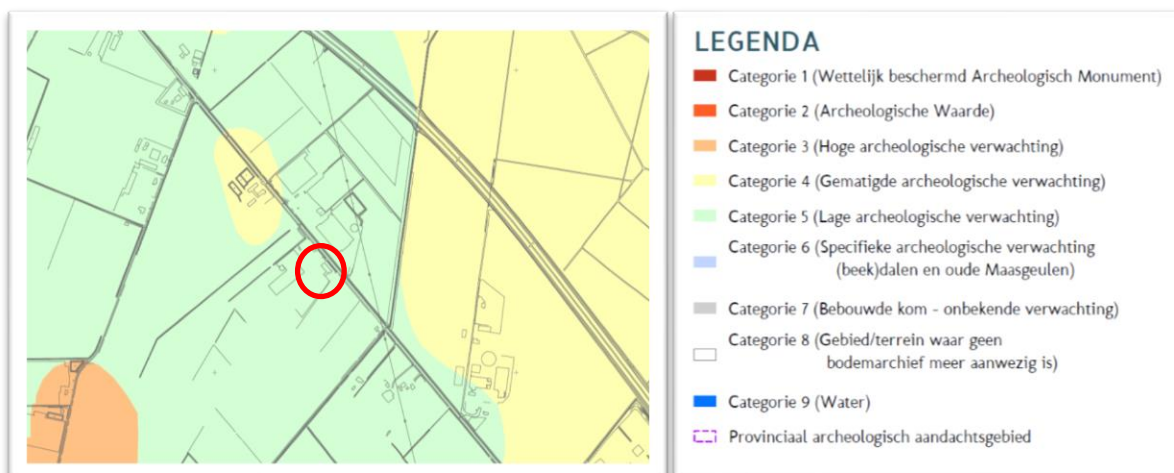 LEGENDA
Categorie 1 (Wettelijk beschermd Archeologisch Monument)
Categorie 2 (Archeologische Waarde)
Categorie 3 (Hoge archeologische verwachting)
Categorie 4 (Gematigde archeologische verwachting)
Categorie 5 (Lage archeologische verwachting)
Categorie 6 (Specifieke archeologische verwachting
(beek)dalen en oude Maasgeulen)
Categorie 7 (Bebouwde kom - onbekende verwachting)
Categorie 8 (Gebied/terrein waar geen
bodemarchief meer aanwezig is)
Categorie 9 (Water)
Provinciaal archeologisch aandachtsgebied